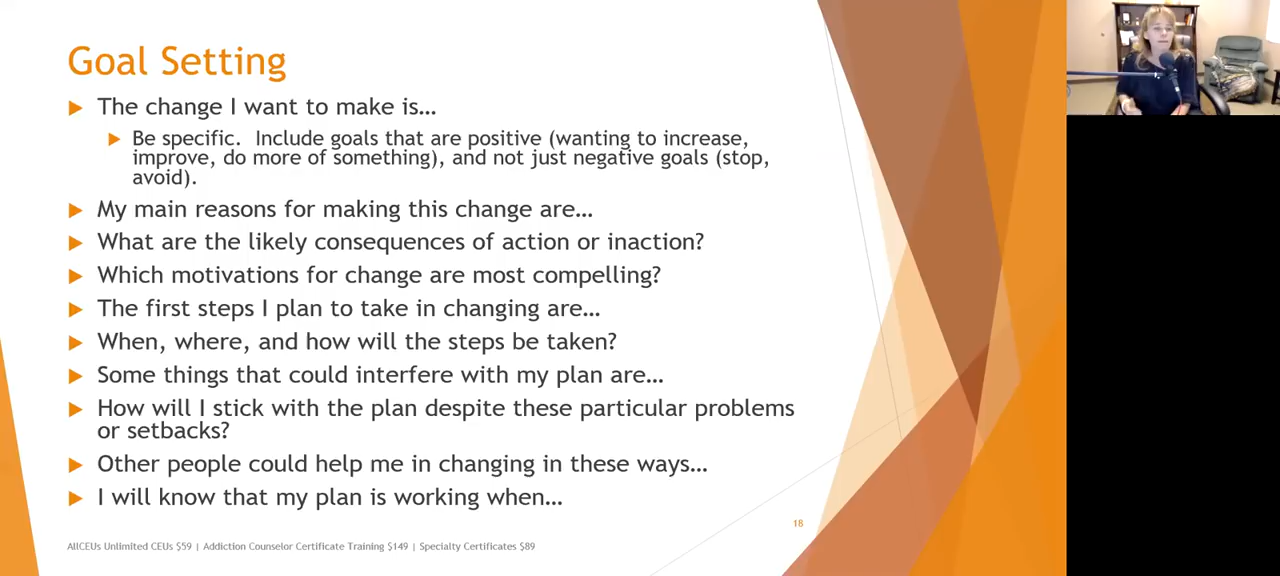 Goal Setting
The change I want to make is…
Be specific.  Include goals that are positive (wanting to increase,
improve, do more of something), and not just negative goals (stop,
avoid).
My main reasons for making this change are…
What are the likely consequences of action or inaction?
Which motivations for change are most compelling?
The first steps I plan to take in changing are…
When, where, and how will the steps be taken?
Some things that could interfere with my plan are…
How will I stick with the plan despite these particular problems
or setbacks?
Other people could help me in changing in these ways…
I will know that my plan is working when…
18
AllCEUs Unlimited CEUs $59 | Addiction Counselor Certificate Training $149 | Specialty Certificates $89